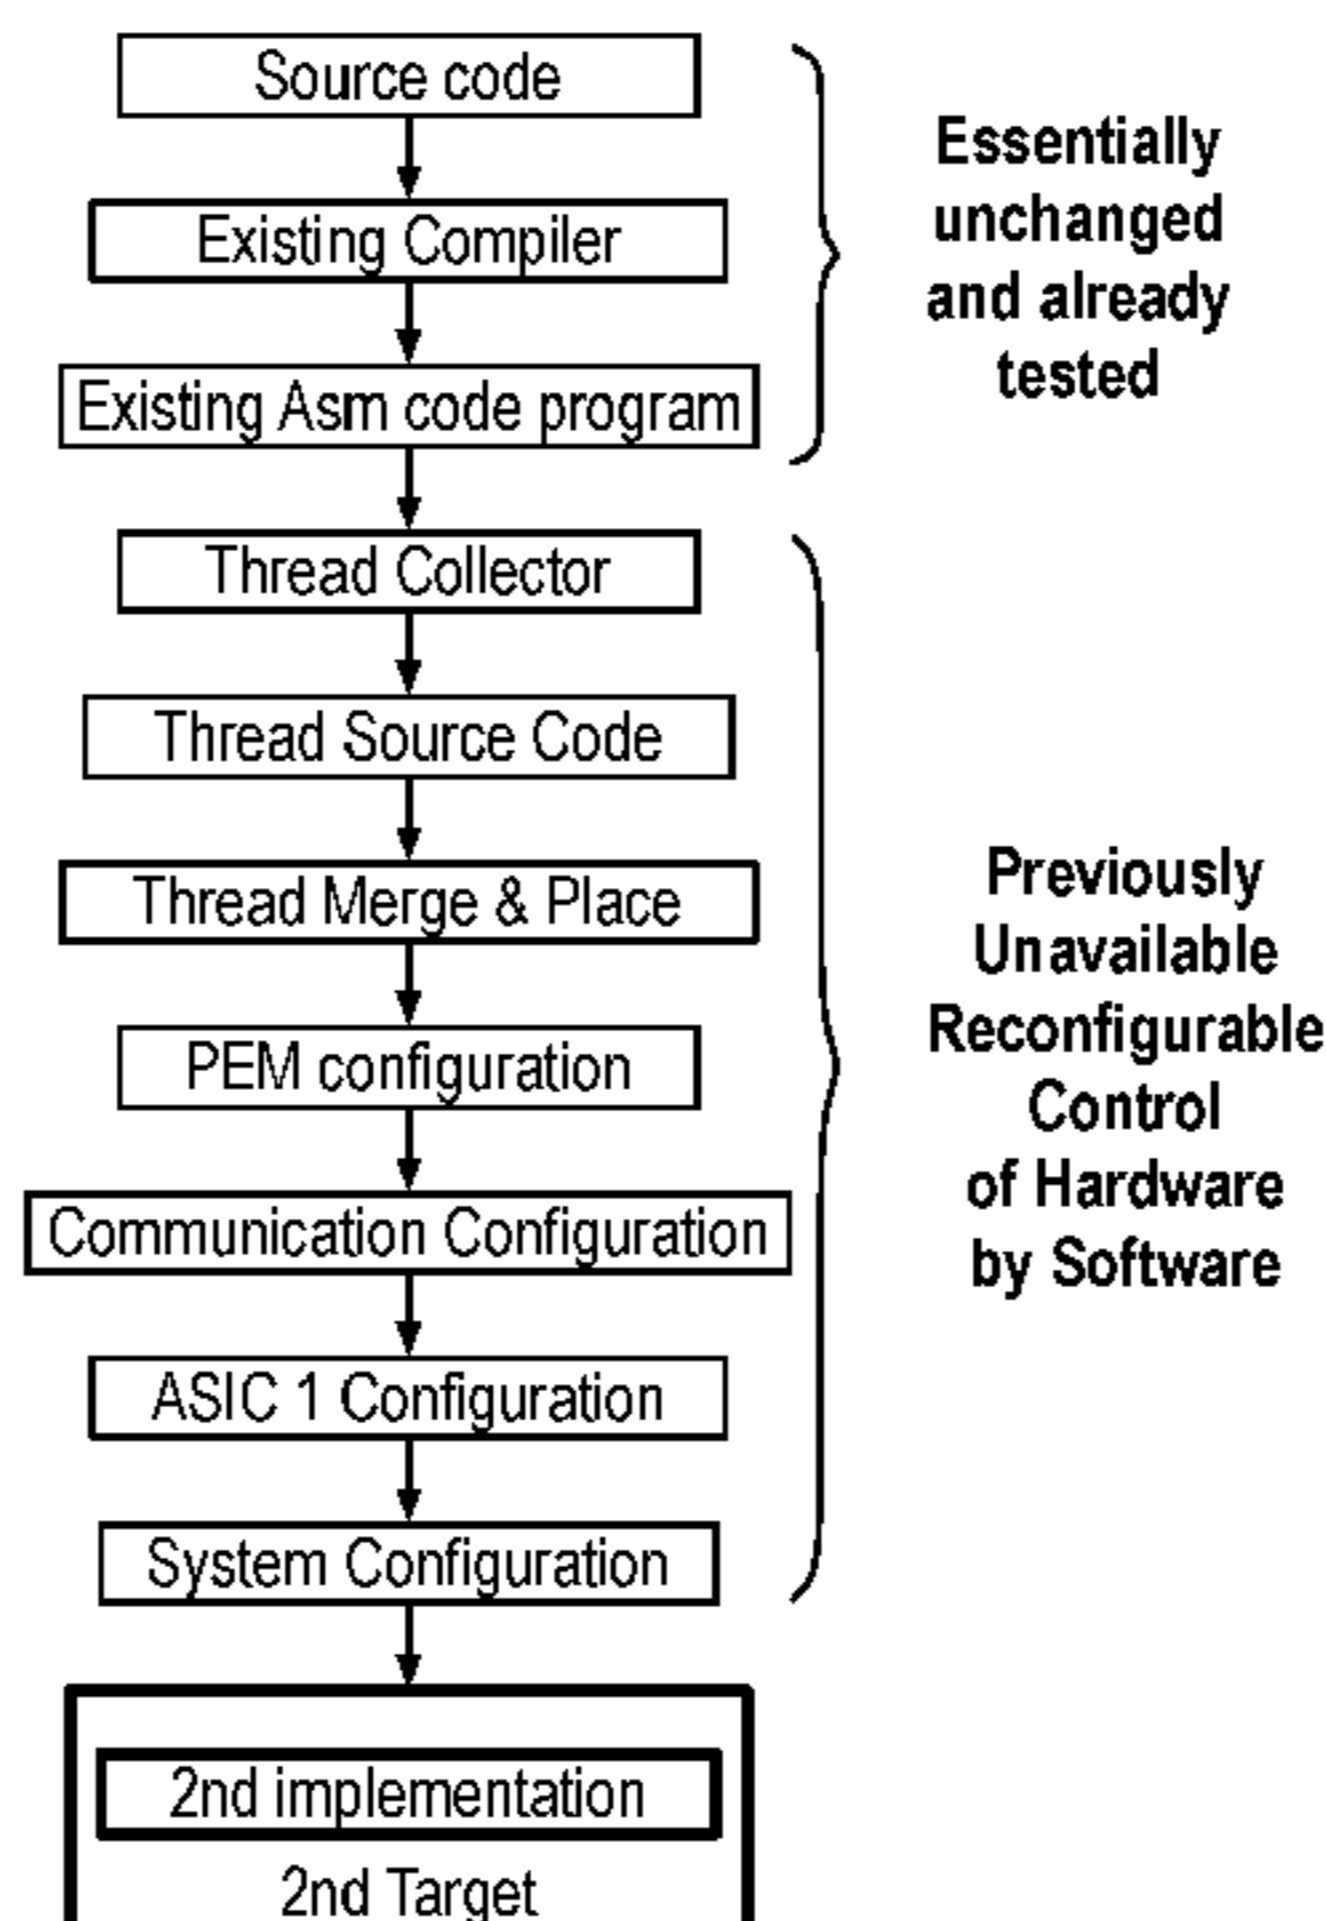 Source code
Existing Compiler
Existing Asm code program
Essentially
unchanged
and already
tested
Thread Collector
Thread Source Code
Thread Merge & Place
PEM configuration
Communication Configuration
ASIC 1 Configuration
System Configuration
Previously
Unavailable
Reconfigurable
Control
of Hardware
by Software
2nd implementation
2nd Target